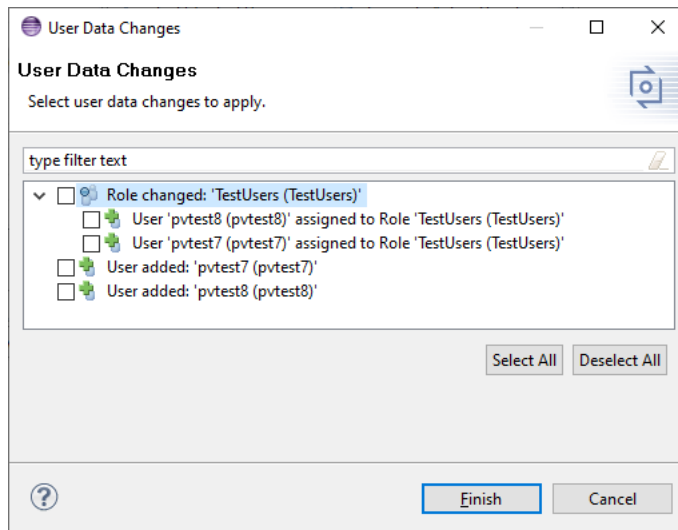 User Data Changes
User Data Changes
Select user data changes to apply.
type filter text
Role changed: 'TestUsers (TestUsers)'
User 'pvtest8 (pvtest8)' assigned to Role 'TestUsers (TestUsers)'
User 'pvtest7 (pvtest7)' assigned to Role 'TestUsers (TestUsers)'
User added: 'pvtest7 (pvtest7)'
User added: 'pvtest8 (pvtest8)'
Select All Deselect All
? Finish Cancel